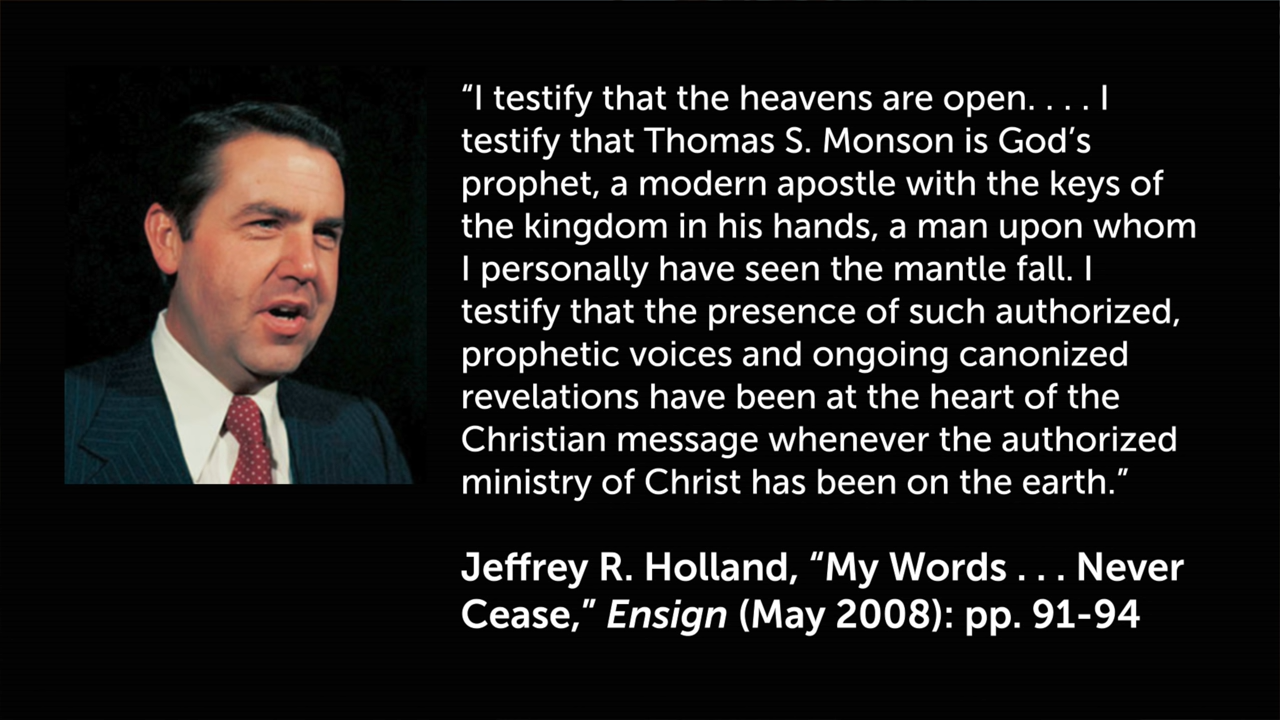 “I testify that the heavens are open. . . . I
testify that Thomas S. Monson is God’s
prophet, a modern apostle with the keys of
the kingdom in his hands, a man upon whom
I personally have seen the mantle fall. I
testify that the presence of such authorized,
prophetic voices and ongoing canonized
revelations have been at the heart of the
Christian message whenever the authorized
ministry of Christ has been on the earth.”
Jeffrey R. Holland, “My Words . . . Never
Cease,” Ensign (May 2008): pp. 91-94